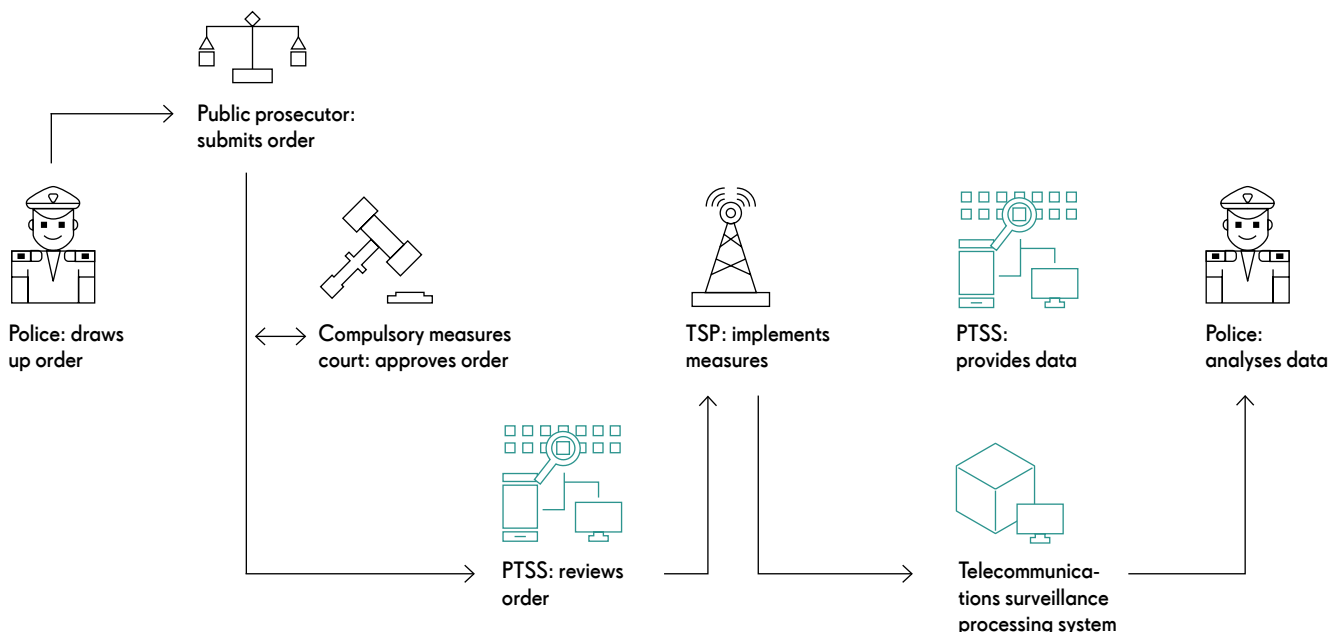 Public prosecutor:
submits order
Police: draws
up order
Compulsory measures
court: approves order
TSP: implements
measures
PTSS:
provides data
Police:
analyses data
PTSS: reviews
order
Telecommunica-
tions surveillance
processing system